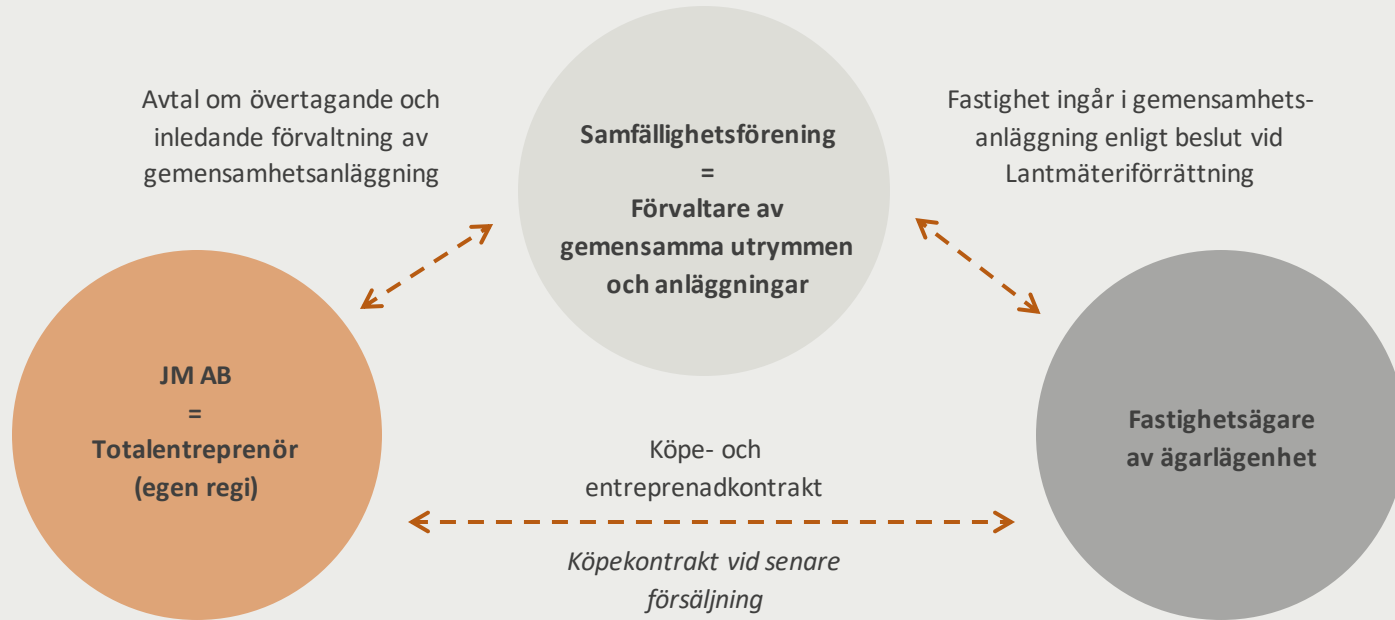 Avtal om övertagande och
inledande förvaltning av
gemensamhetsanläggning
Samfällighetsförening
=
Förvaltare av
gemensamma utrymmen
och anläggningar
Fastighet ingår i gemensamhets-
anläggning enligt beslut vid
Lantmäteriförrättning
JM AB
=
Totalentreprenör
(egen regi)
Köpe- och
entreprenadkontrakt
Köpekontrakt vid senare
försäljning
Fastighetsägare
av ägarlägenhet